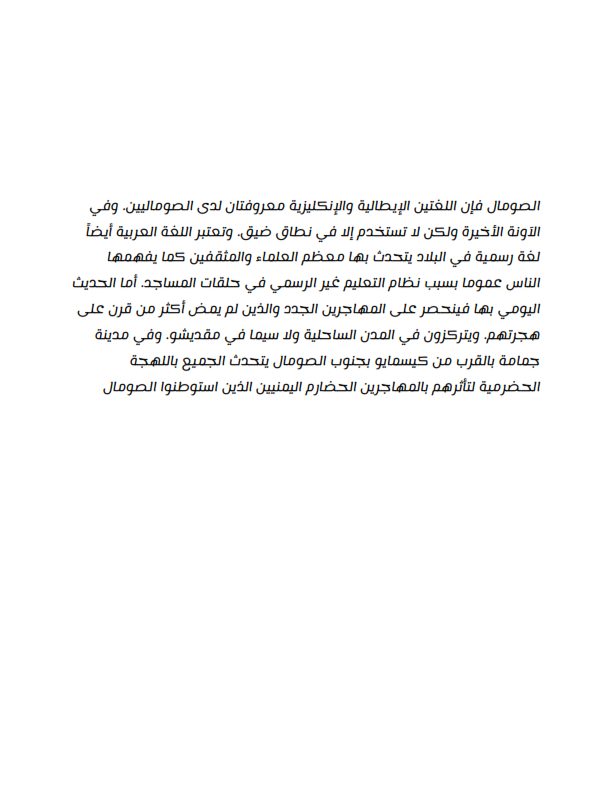 الصومال فإن اللغتين الإيطالية والإنكليزية معروفتان لدى الصوماليين. وفي
الآونة الأخيرة ولكن لا تستخدم إلا في نطاق ضيق. وتعتبر اللغة العربية أيضاً
لغة رسمية في البلاد يتحدث بها معظم العلماء والمثقفين كما يفهمها
الناس عموما بسبب نظام التعليم غير الرسمي في حلقات المساجد. أما الحديث
اليومي بها فينحصر على المهاجرين الجدد والذين لم يمض أكثر من قرن على
هجرتهم. ويتركزون في المدن الساحلية ولا سيما في مقديشو. وفي مدينة
جمامة بالقرب من كيسمايو بجنوب الصومال يتحدث الجميع باللهجة
الحضرمية لتأثرهم بالمهاجرين الحضارم اليمنيين الذين استوطنوا الصومال